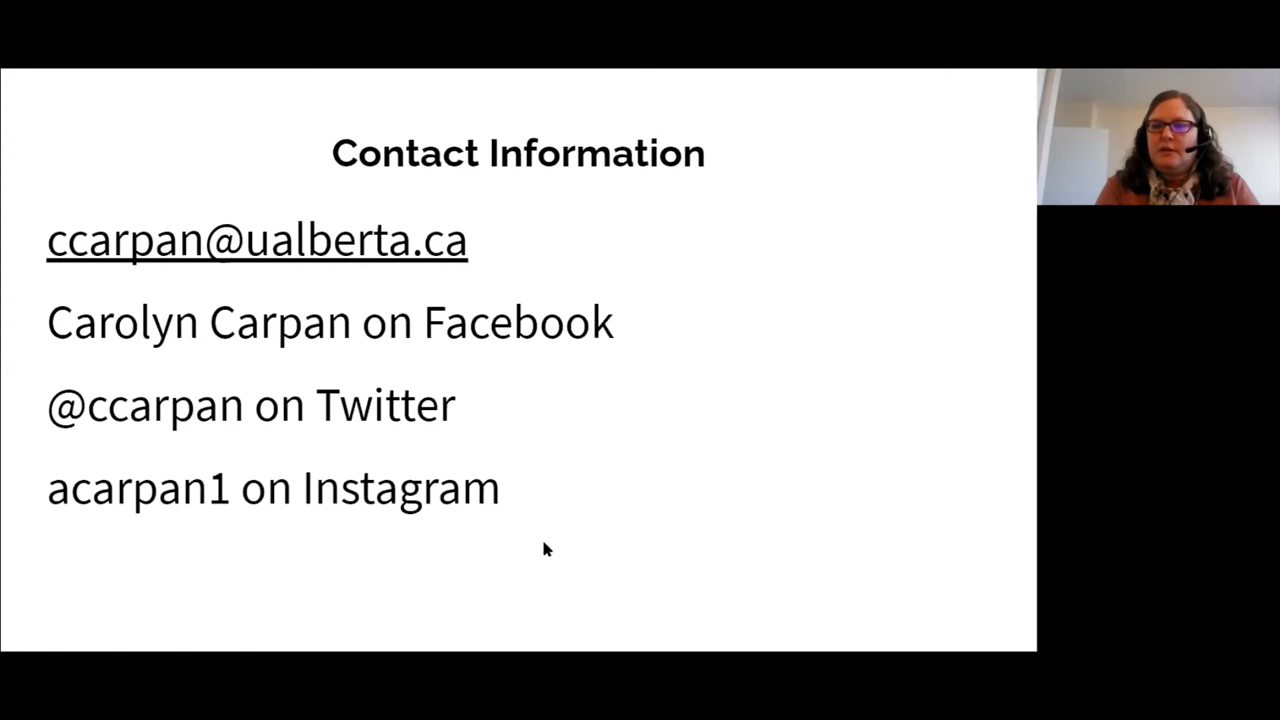 Contact Information
ccarpan@ualberta.ca
Carolyn Carpan on Facebook
@ccarpan on Twitter
acarpan1 on Instagram